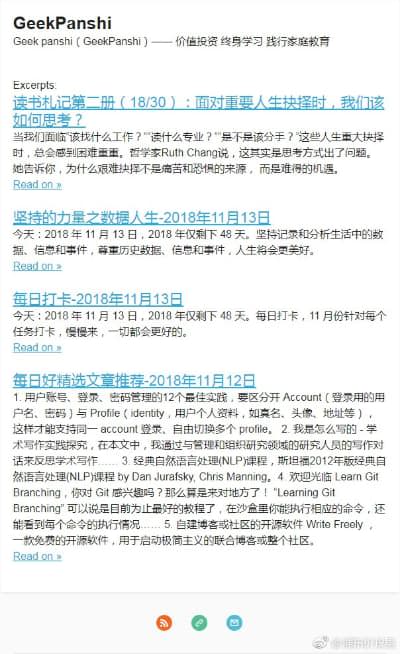 GeekPanshi
Geek panshi（GeekPanshi）—— 价值投资 终身学习 践行家庭教育
Excerpts:
读书札记第二册（18/30）：面对重要人生抉择时，我们该
如何思考？
当我们面临“该找什么工作？”“读什么专业？”“是不是该分手？”这些人生重大抉择
时，总会感到困难重重。哲学家Ruth Chang说，这其实是思考方式出了问题。
她告诉你，为什么艰难抉择不是痛苦和恐惧的来源，而是难得的机遇。
Read on »
坚持的力量之数据人生-2018年11月13日
今天：2018 年 11 月 13 日，2018 年仅剩下 48 天。坚持记录和分析生活中的数
据、信息和事件，尊重历史数据、信息和事件，人生将会更美好。
Read on »
每日打卡-2018年11月13日
今天：2018 年 11 月 13 日，2018 年仅剩下 48 天。每日打卡，11 月份针对每个
任务打卡，慢慢来，一切都会更好的。
Read on »
每日好精选文章推荐-2018年11月12日
1. 用户账号、登录、密码管理的12个最佳实践，要区分开 Account（登录用的用
户名、密码）与 Profile（identity，用户个人资料，如真名、头像、地址等），
这样才能支持同一 account 登录、自由切换多个 profile。 2. 我是怎么写的 - 学
术写作实践探究，在本文中，我通过与管理和组织研究领域的研究人员的写作对
话来反思学术写作…… 3. 经典自然语言处理(NLP)课程，斯坦福2012年版经典自
然语言处理(NLP)课程 by Dan Jurafsky, Chris Manning。4. 欢迎光临 Learn Git
Branching，你对 Git 感兴趣吗？那么算是来对地方了！ "Learning Git
Branching" 可以说是目前为止最好的教程了，在沙盒里你能执行相应的命令，还
能看到每个命令的执行情况…… 5. 自建博客或社区的开源软件 Write Freely ，
一款免费的开源软件，用于启动极简主义的联合博客或整个社区。
Read on »